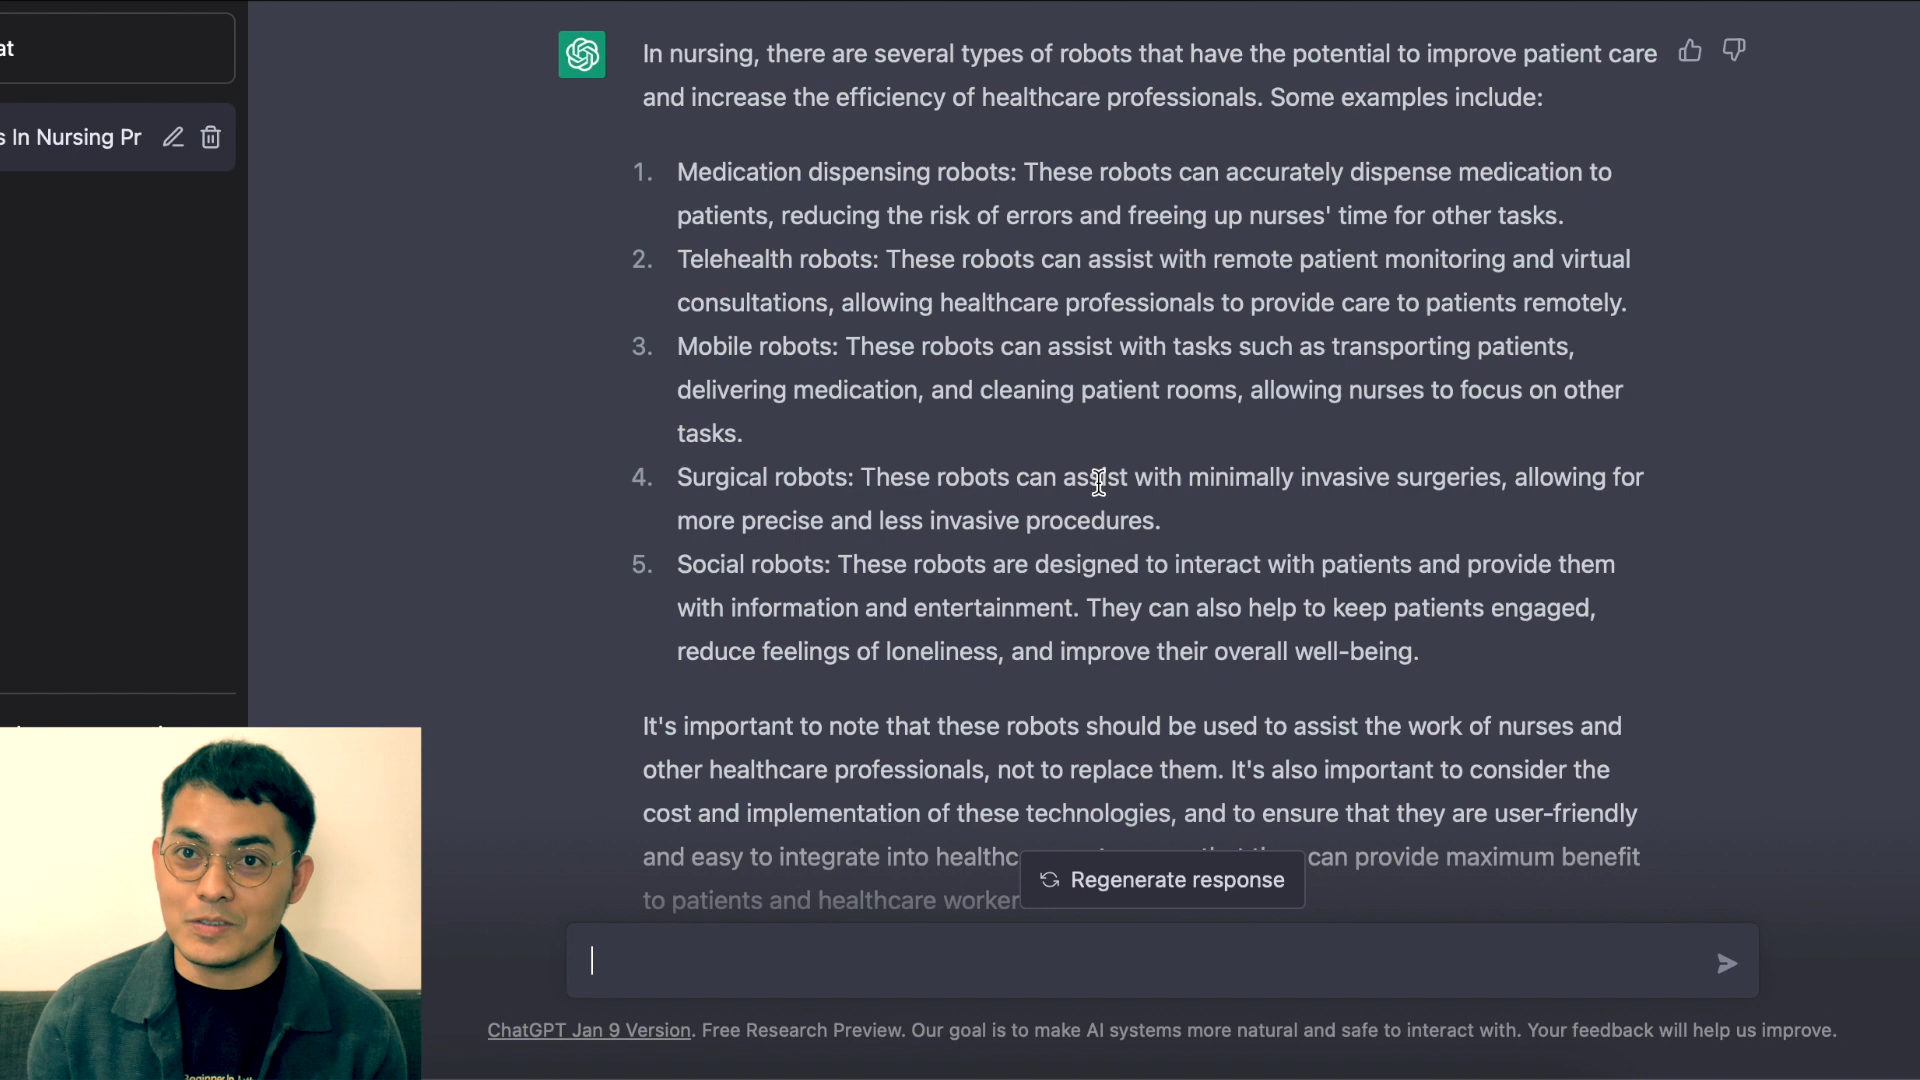 at
s In Nursing Pr
In nursing, there are several types of robots that have the potential to improve patient care
and increase the efficiency of healthcare professionals. Some examples include:
1. Medication dispensing robots: These robots can accurately dispense medication to
patients, reducing the risk of errors and freeing up nurses' time for other tasks.
2. Telehealth robots: These robots can assist with remote patient monitoring and virtual
consultations, allowing healthcare professionals to provide care to patients remotely.
3. Mobile robots: These robots can assist with tasks such as transporting patients,
delivering medication, and cleaning patient rooms, allowing nurses to focus on other
tasks.
4. Surgical robots: These robots can assist with minimally invasive surgeries, allowing for
more precise and less invasive procedures.
5. Social robots: These robots are designed to interact with patients and provide them
with information and entertainment. They can also help to keep patients engaged,
reduce feelings of loneliness, and improve their overall well-being.
It's important to note that these robots should be used to assist the work of nurses and
other healthcare professionals, not to replace them. It's also important to consider the
cost and implementation of these technologies, and to ensure that they are user-friendly
and easy to integrate into healthc can provide maximum benefit
to patients and healthcare worker
Regenerate response
ChatGPT Jan 9 Version. Free Research Preview. Our goal is to make AI systems more natural and safe to interact with. Your feedback will help us improve.